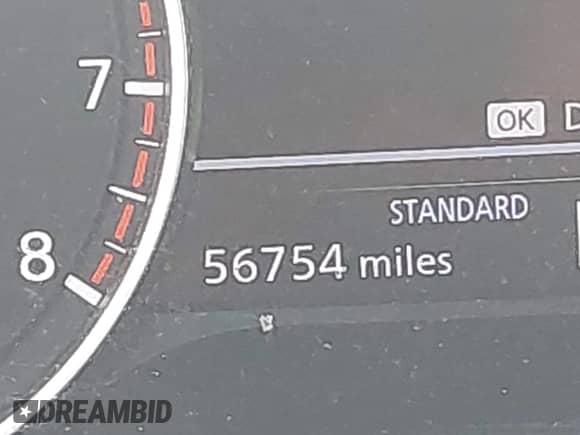 7
OK D
STANDARD
8
56754 miles
DREAMBID